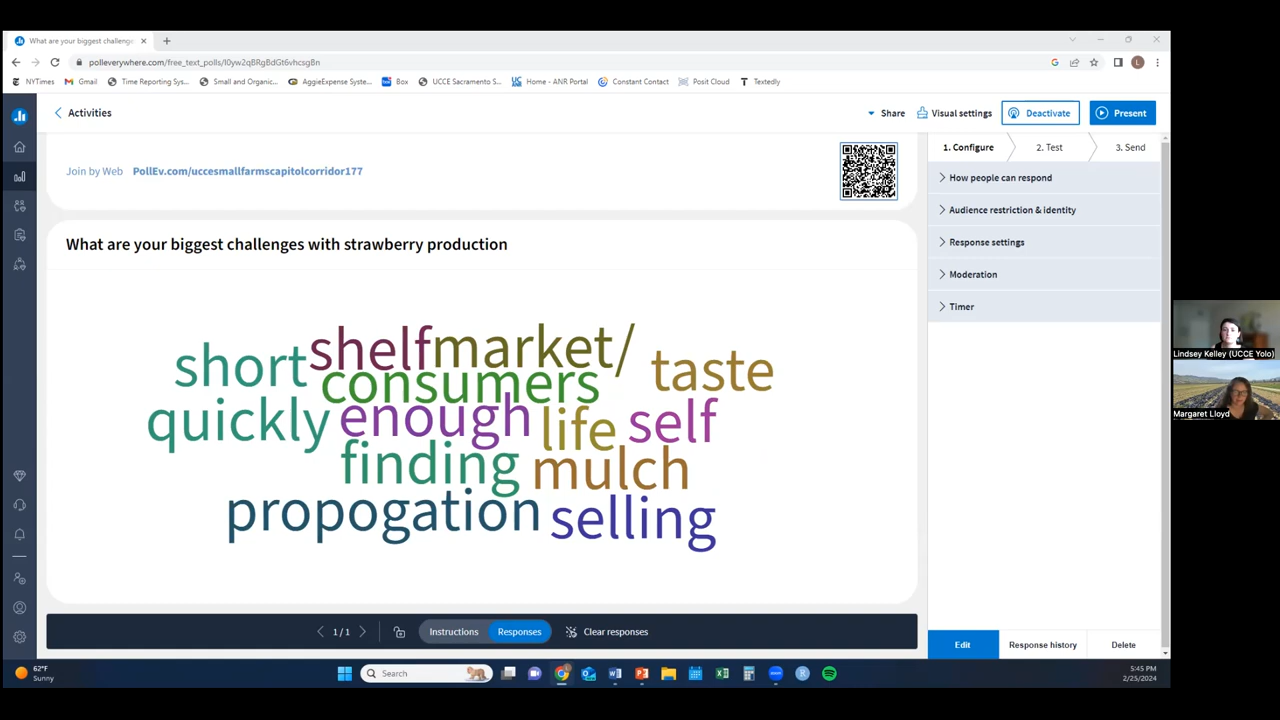 What are your biggest challenge
polleverywhere.com/free_text_polls/I0yw2qBRgBdGt6vhcsgBn
NYTimes
Gmail
Time Reporting Sy...
Small and Organic...
AggieExpense Syste...
Box
UCCE Sacramento S...
Home - ANR Portal
Constant Contact
Posit Cloud
Textedly
Activities
Share
Visual settings
Deactivate
Present
Join by Web PollEv.com/uccesmallfarmscapitolcorridor177
1. Configure
2. Test
3. Send
How people can respond
Audience restriction & identity
Response settings
Moderation
Timer
What are your biggest challenges with strawberry production
short
shelf
market/
taste
consumers
quickly
enough
life
self
finding
mulch
propogation
selling
Lindsey Kelley (UCCE Yolo)
Margaret Lloyd
1 / 1
Instructions
Responses
Clear responses
Edit
Response history
Delete
62°F
Sunny
Search
5:45 PM
2/25/2024